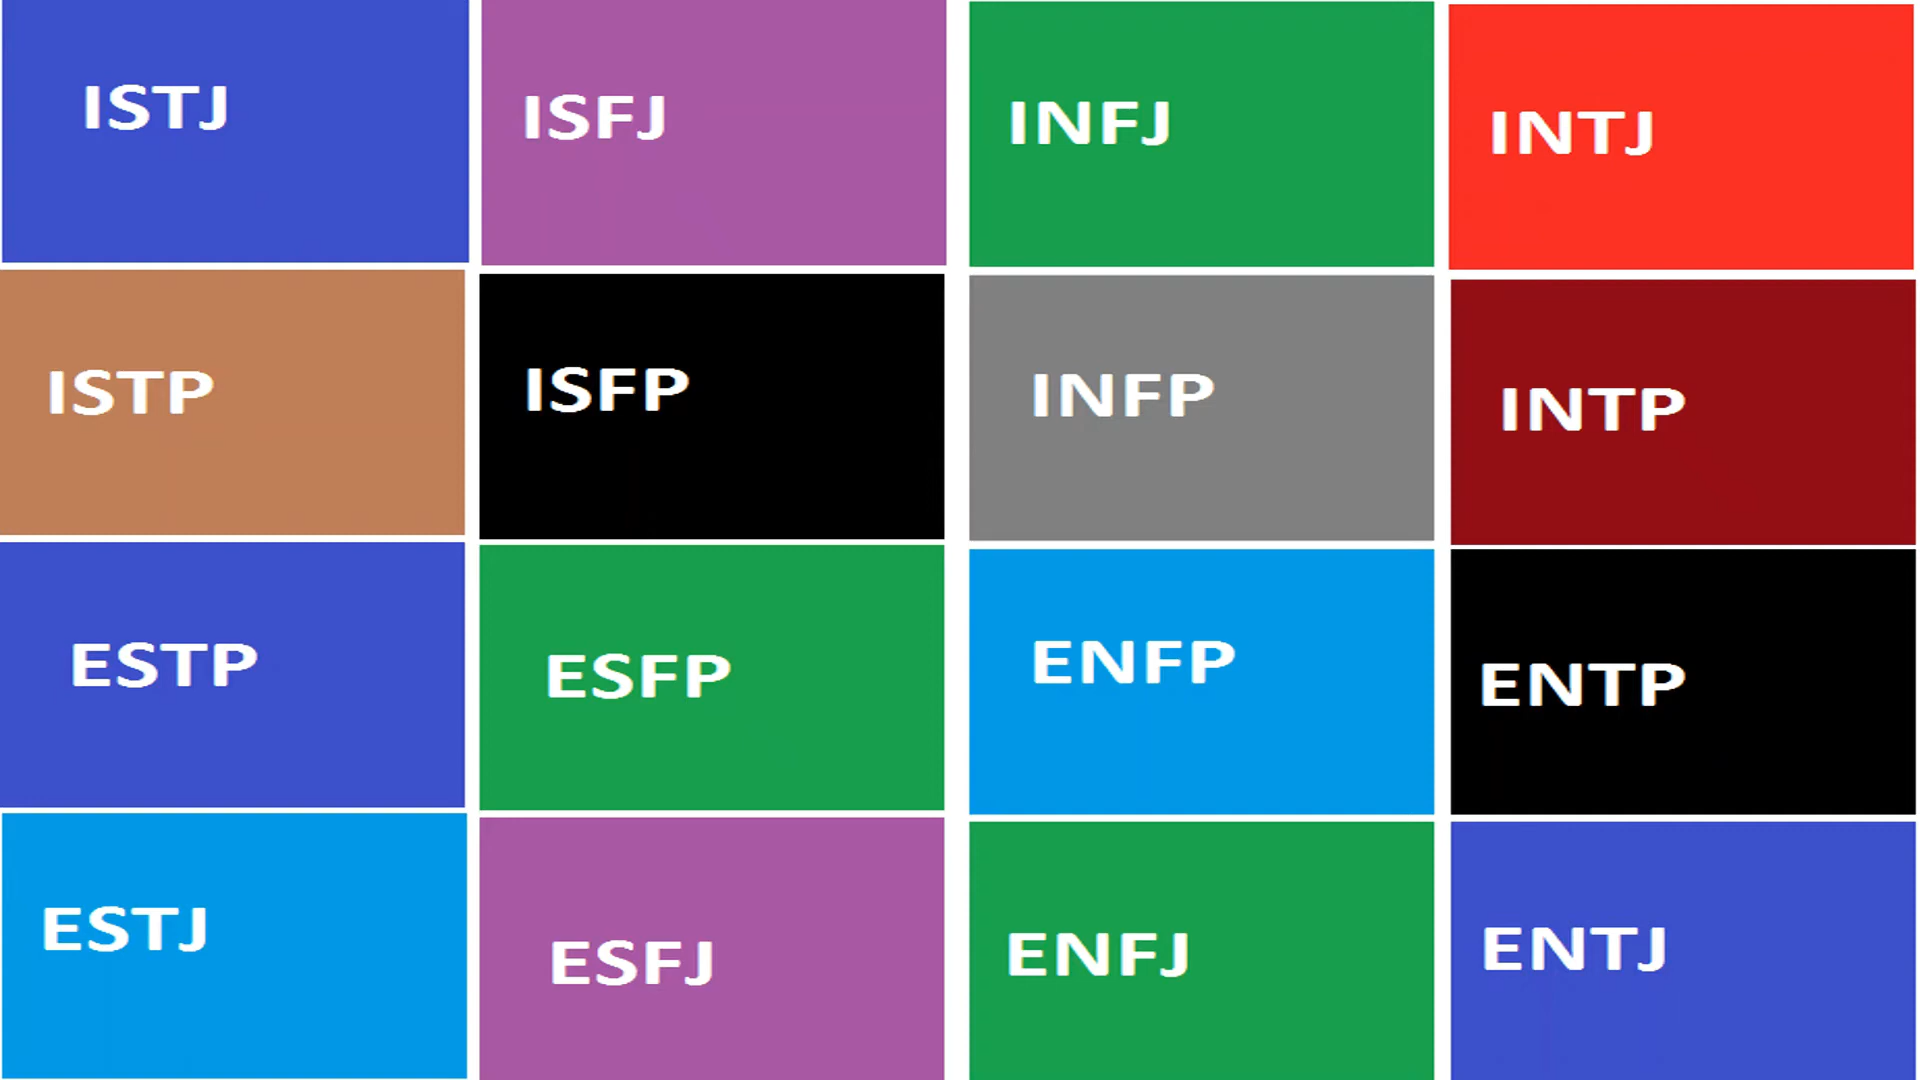 ISTJ
ISFJ
INFJ
INTJ
ISTP
ISFP
INFP
INTP
ESTP
ESFP
ENFP
ENTP
ESTJ
ESFJ
ENFJ
ENTJ